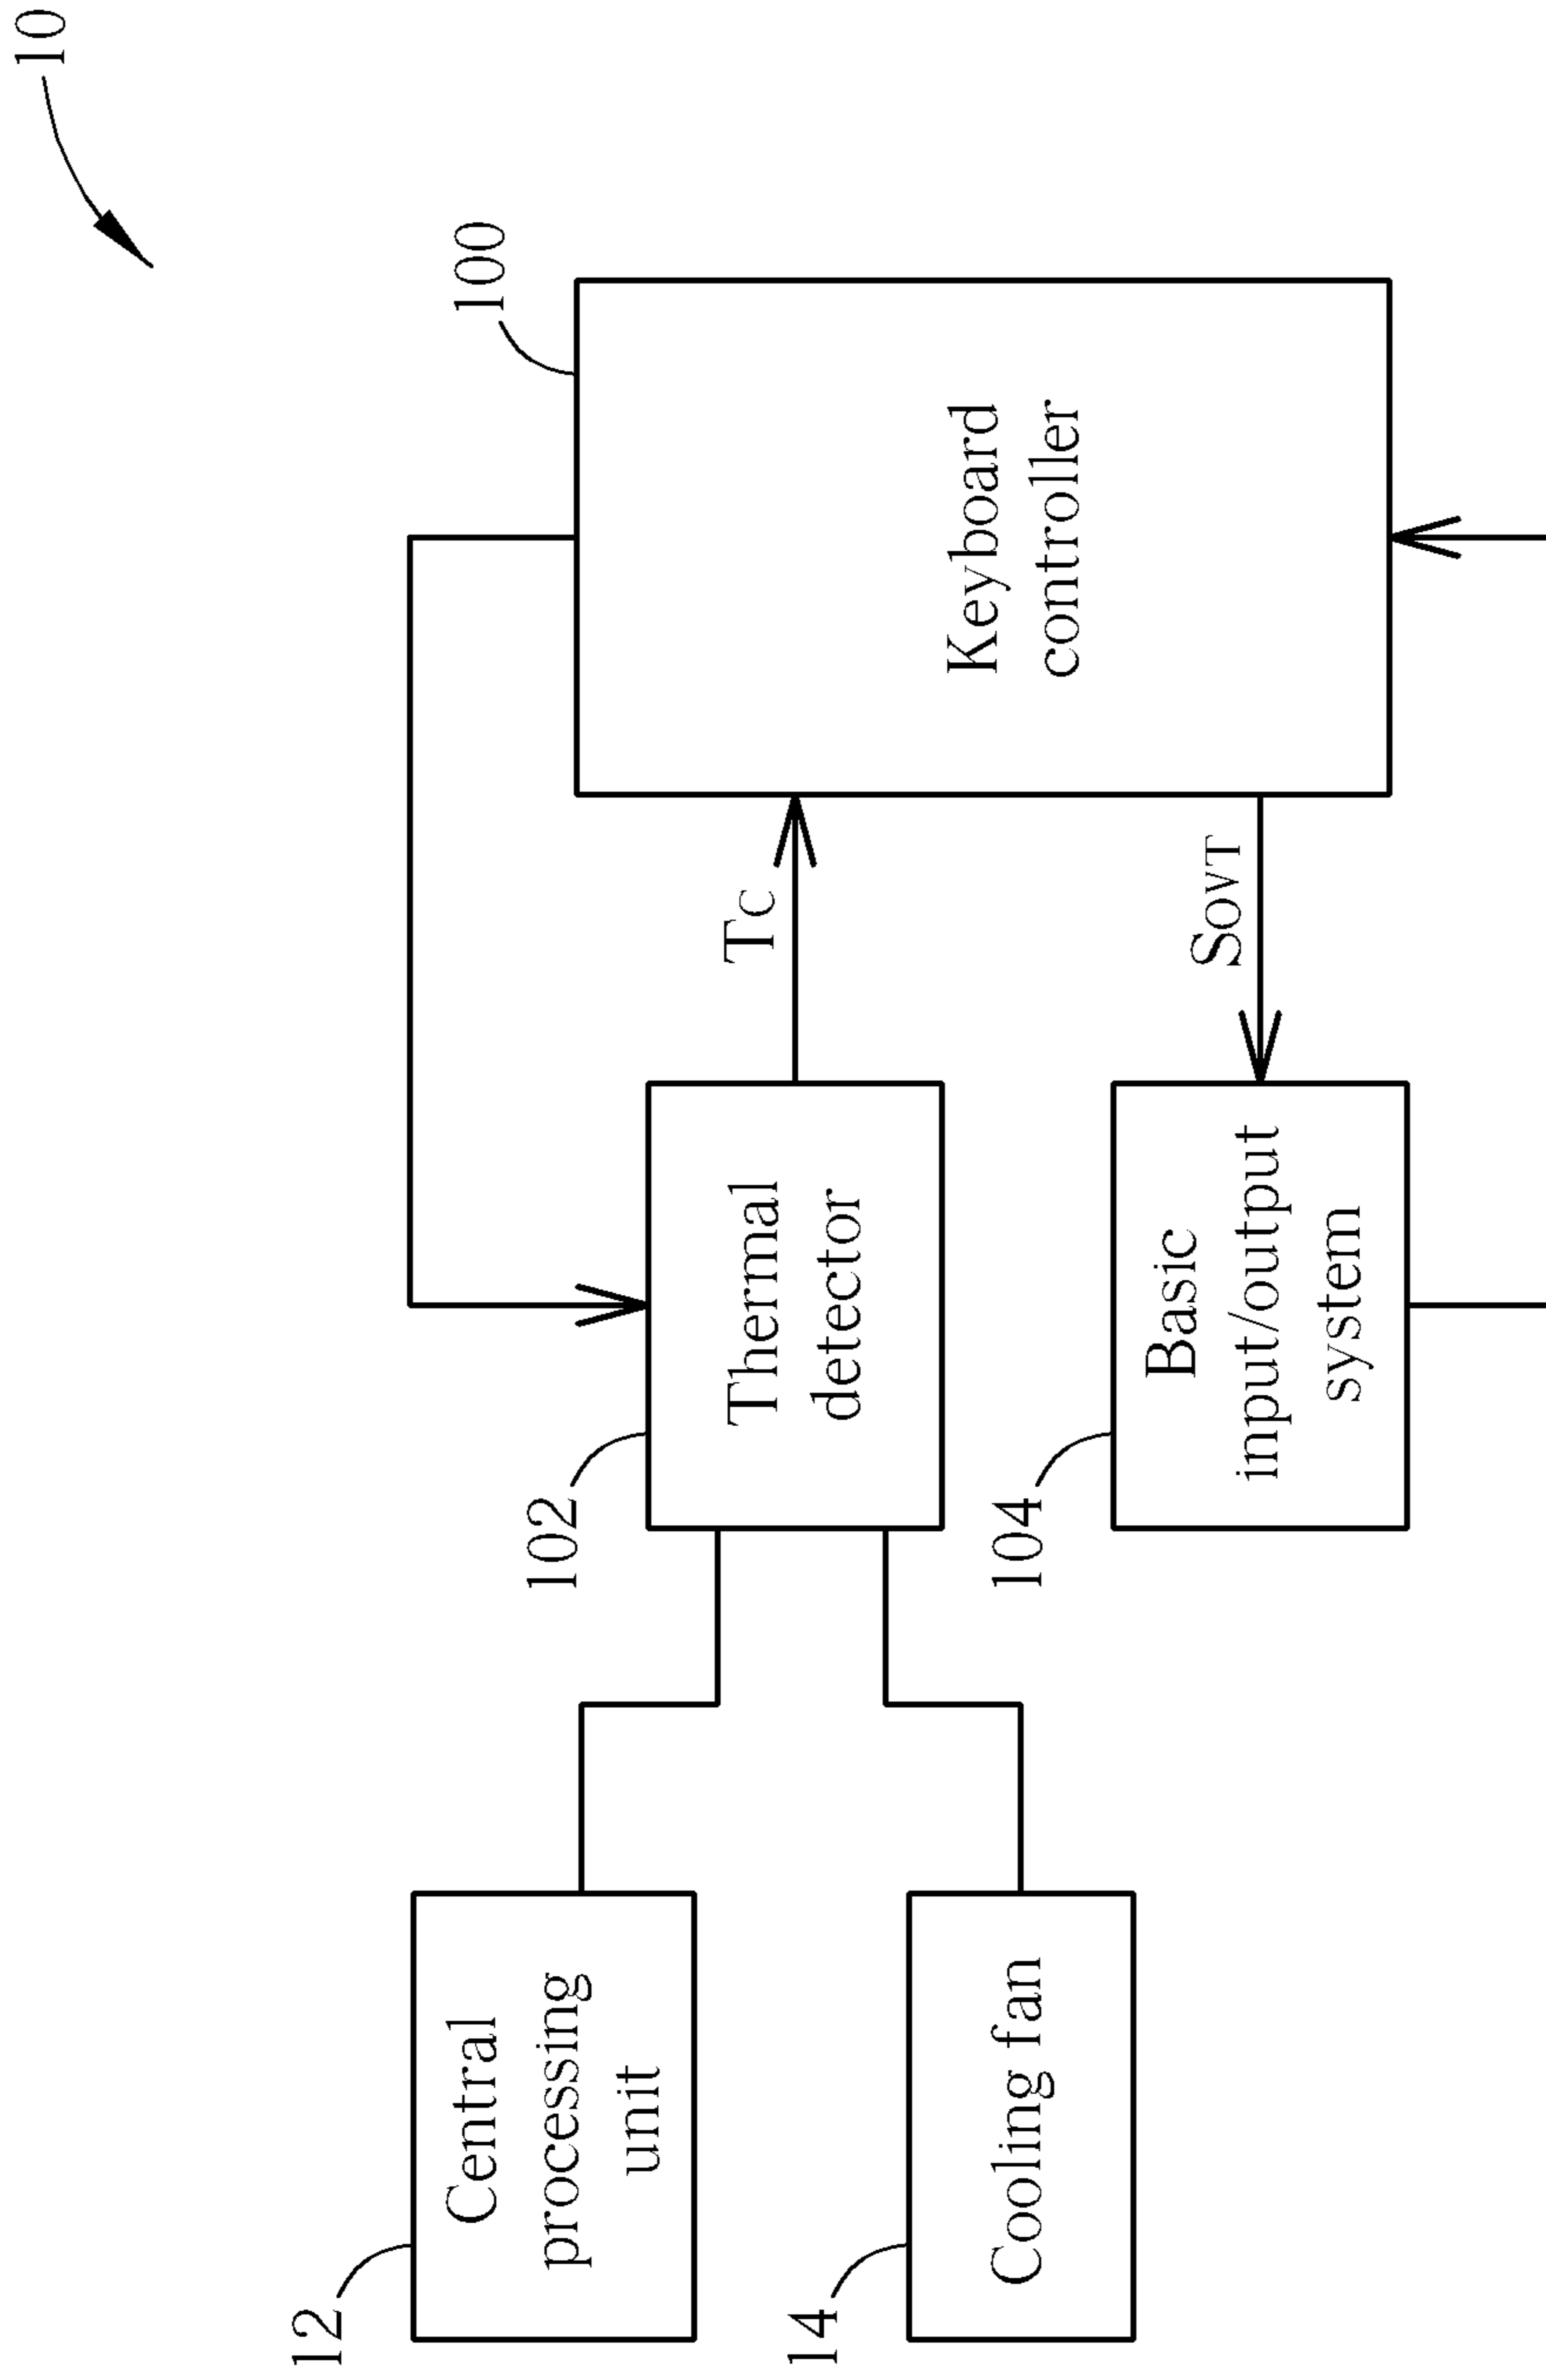 10
100
Keyboard
controller
TC
SOVT
102
Thermal
detector
104
Basic
input/output
system
12
Central
processing
unit
14
Cooling fan